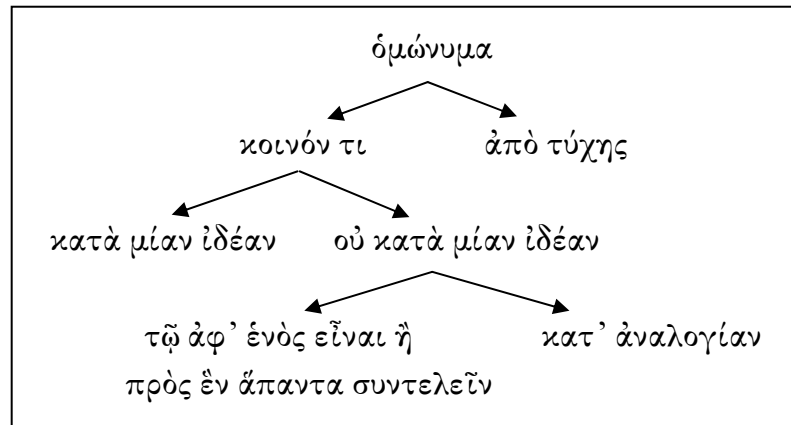 ὁμώνυμα
κοινόν τι ἀπὸ τύχης
κατὰ μίαν ἰδέαν οὐ κατὰ μίαν ἰδέαν
τῷ ἀφ’ ἑνὸς εἶναι ἢ κατ’ ἀναλογίαν
πρὸς ἓν ἅπαντα συντελεῖν